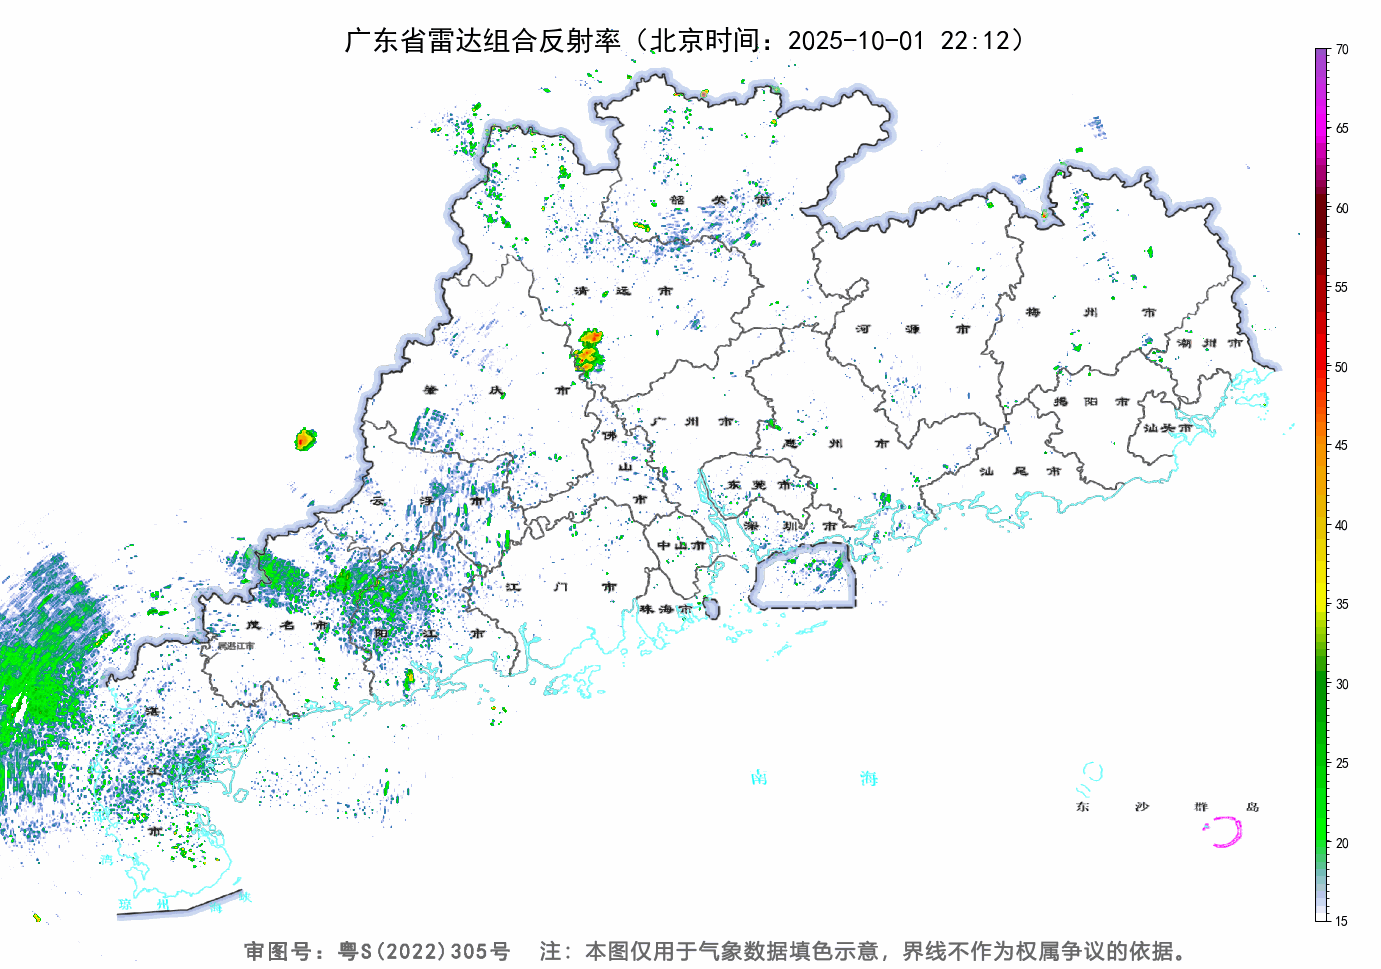 广东省雷达组合反射率（北京时间：2025-10-01 22:12）
70
65
60
55
50
45
40
35
30
25
20
15
韶关市
清远市
河源市
梅州市
潮州市
肇庆市
广州市
佛山市
惠州市
揭阳市
汕头市
汕尾市
云浮市
东莞市
深圳市
中山市
江门市
珠海市
茂名市
属湛江市
阳江市
湛江市
南海
东沙群岛
湾
琼州海峡
审图号：粤S(2022)305号 注：本图仅用于气象数据填色示意，界线不作为权属争议的依据。